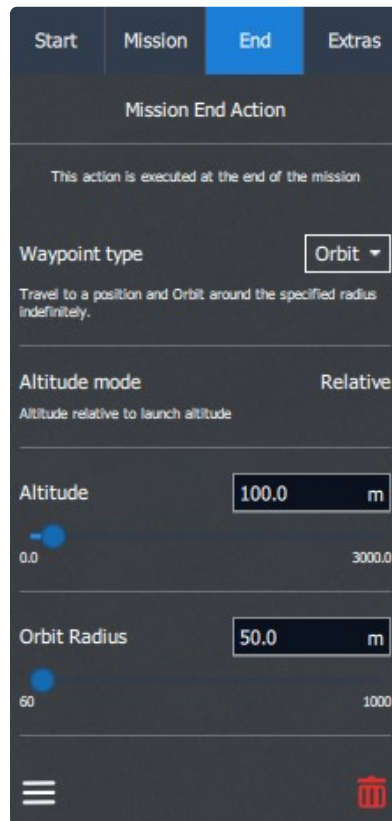 Start Mission End Extras
Mission End Action
This action is executed at the end of the mission
Waypoint type Orbit
Travel to a position and Orbit around the specified radius
indefinitely.
Altitude mode Relative
Altitude relative to launch altitude
Altitude 100.0 m
0.0 3000.0
Orbit Radius 50.0 m
60 1000